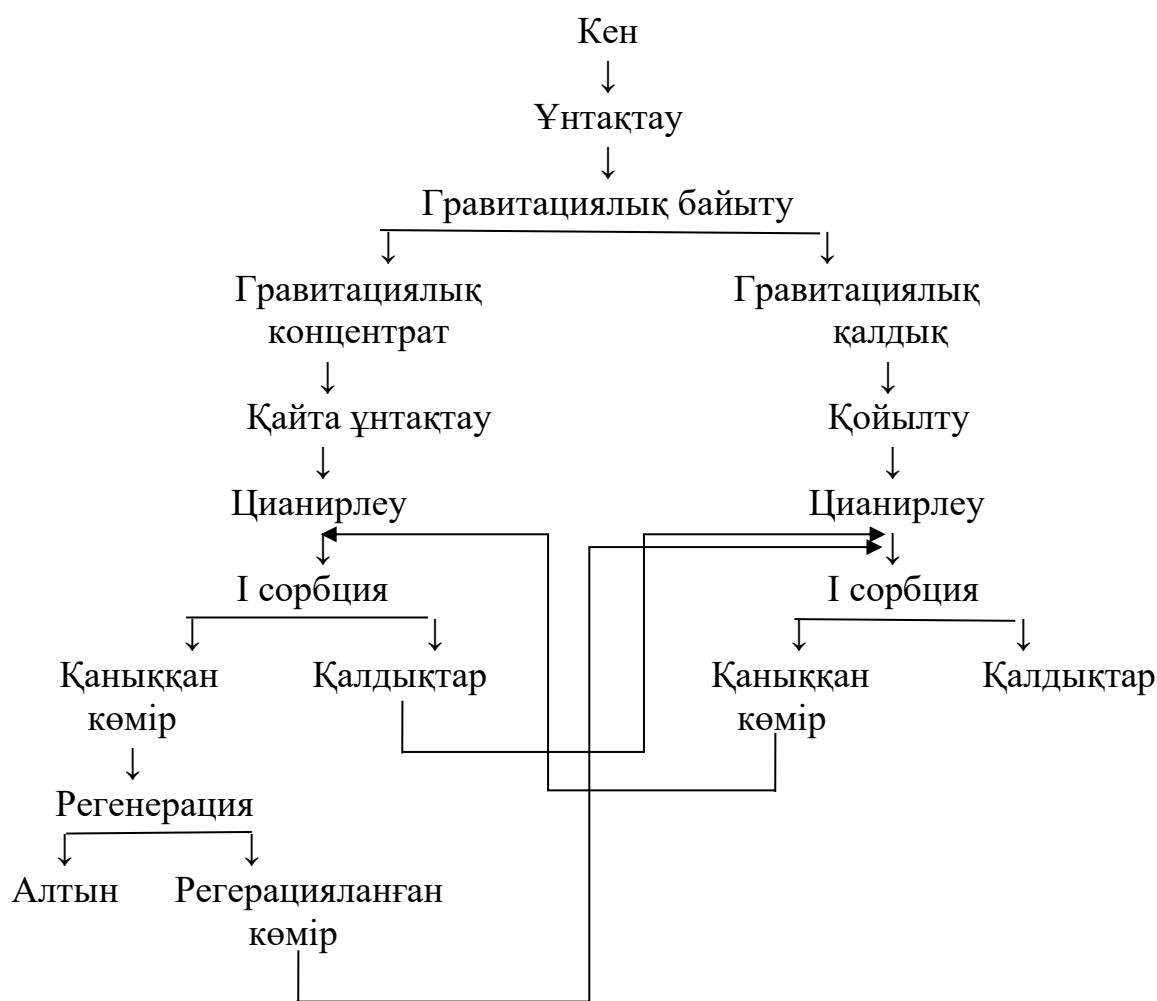 Кен
Ұнтақтау
Гравитациялық байыту
Гравитациялық
концентрат
Гравитациялық
қалдық
Қайта ұнтақтау
Қойылту
Цианирлеу
Цианирлеу
I сорбция
I сорбция
Қаныққан
көмір
Қалдықтар
Қаныққан
көмір
Қалдықтар
Регенерация
Алтын
Регерацияланған
көмір